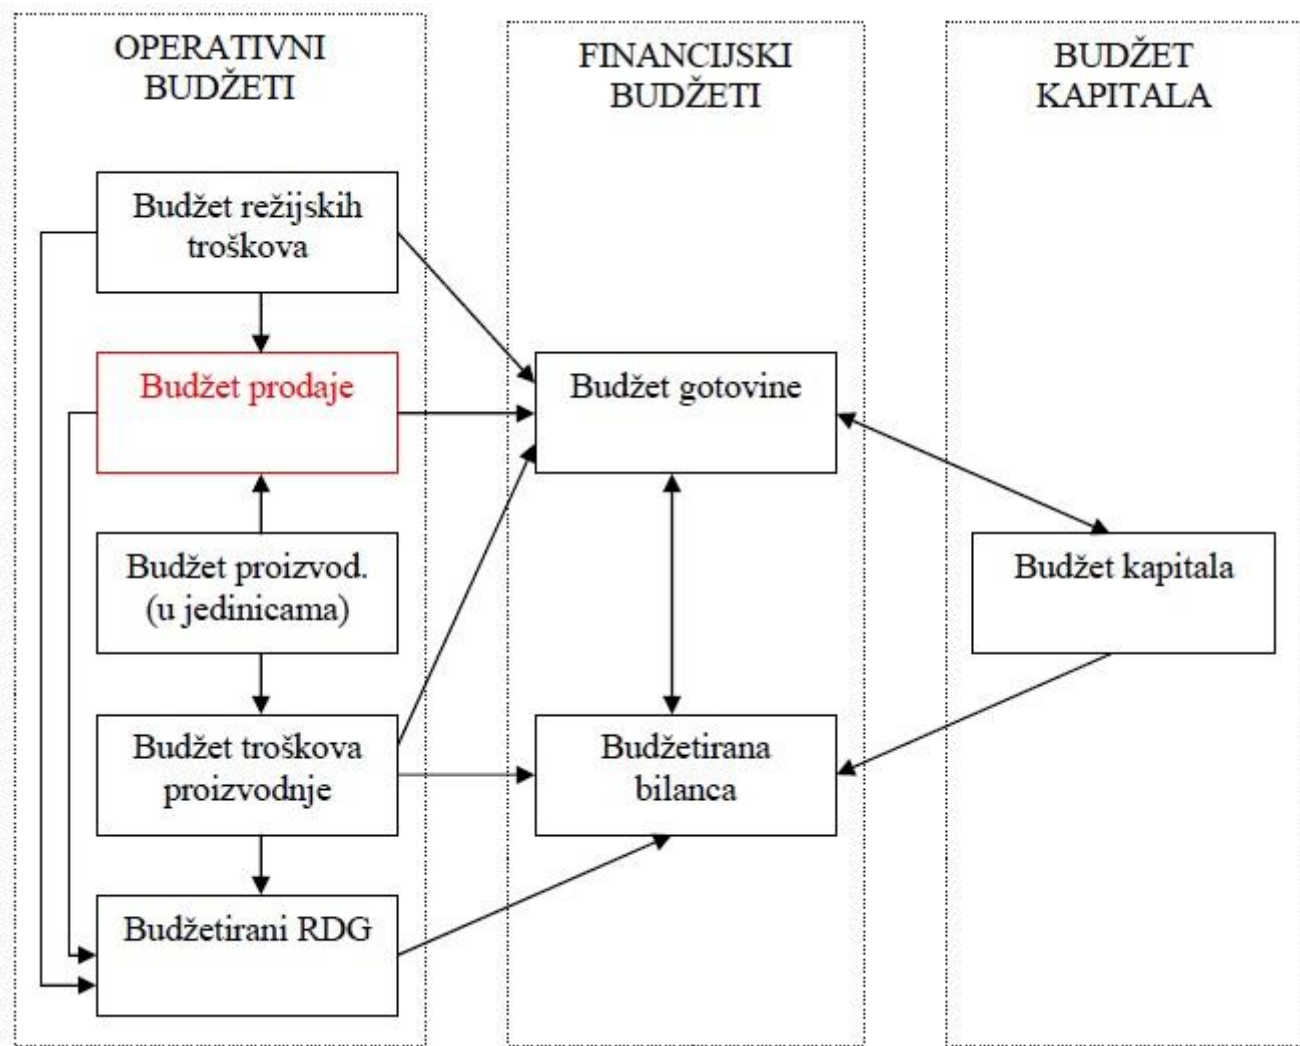 OPERATIVNI
BUDŽETI
Budžet režijskih
troškova
Budžet prodaje
Budžet proizvod.
(u jedinicama)
Budžet troškova
proizvodnje
Budžetirani RDG
FINANCIJSKI
BUDŽETI
Budžet gotovine
Budžetirana
bilanca
BUDŽET
KAPITALA
Budžet kapitala